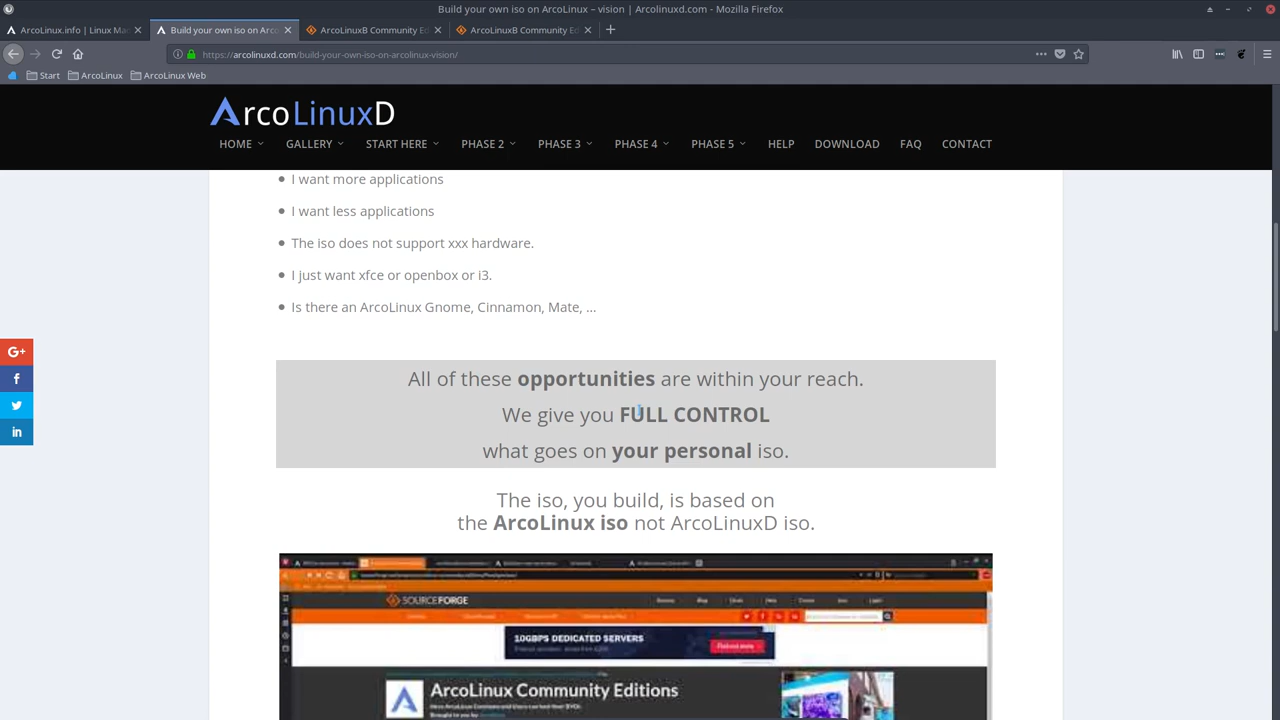 Build your own iso on ArcoLinux – vision | Arcolinuxd.com - Mozilla Firefox
ArcoLinux.info | Linux Ma
Build your own iso on Arco
ArcoLinuxB Community Ed
ArcoLinuxB Community Ed
https://arcolinuxd.com/build-your-own-iso-on-arcolinux-vision/
Start
ArcoLinux
ArcoLinux Web
ArcoLinuxD
HOME
GALLERY
START HERE
PHASE 2
PHASE 3
PHASE 4
PHASE 5
HELP
DOWNLOAD
FAQ
CONTACT
I want more applications
I want less applications
The iso does not support xxx hardware.
I just want xfce or openbox or i3.
Is there an ArcoLinux Gnome, Cinnamon, Mate, ...
G+
f
in
All of these opportunities are within your reach.
We give you FULL CONTROL
what goes on your personal iso.
The iso, you build, is based on
the ArcoLinux iso not ArcoLinuxD iso.
SOURCEFORGE
10GBPS DEDICATED SERVERS
ArcoLinux Community Editions